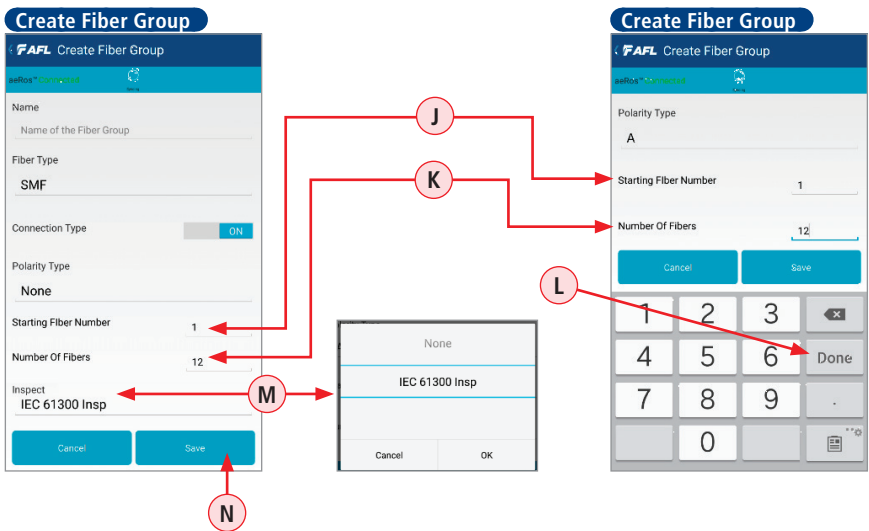 Create Fiber Group
AFL Create Fiber Group
aeRos™ Connected
Name
Name of the Fiber Group
Fiber Type
SMF
Connection Type
ON
Polarity Type
None
Starting FIber Number
1
Number Of Fibers
12
Inspect
IEC 61300 Insp
Cancel Save
N
J
K
M
None
IEC 61300 Insp
Cancel OK
Create Fiber Group
AFL Create Fiber Group
aeRos™
Polarity Type
A
Starting FIber Number
1
Number Of Fibers
12
Cancel Save
L
1 2 3
4 5 6 Done
7 8 9 .
0